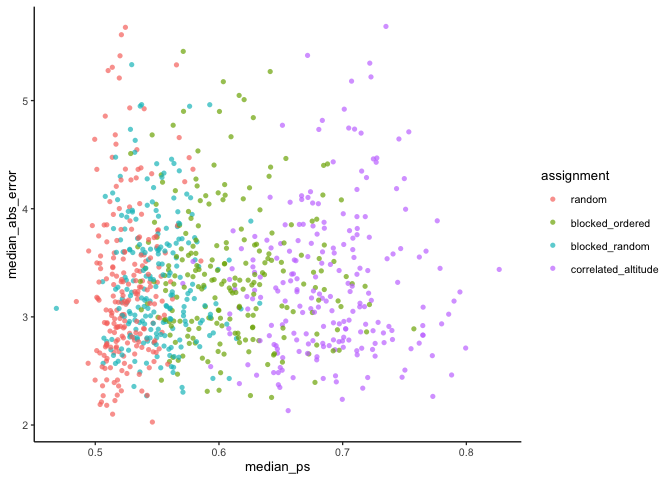 5
4
3
2
median_abs_error
0.5 0.6 0.7 0.8
median_ps
assignment
random
blocked_ordered
blocked_random
correlated_altitude